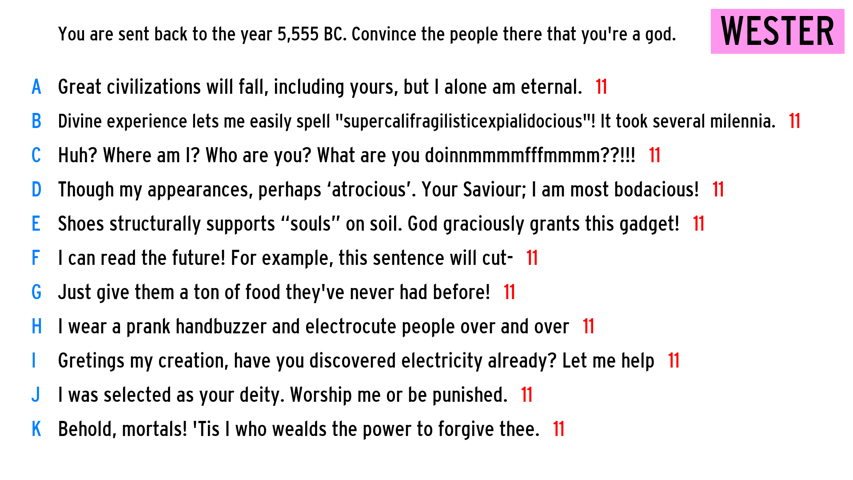 You are sent back to the year 5,555 BC. Convince the people there that you're a god.
WESTER
A Great civilizations will fall, including yours, but I alone am eternal. 11
B Divine experience lets me easily spell "supercalifragilisticexpialidocious"! It took several milennia. 11
C Huh? Where am I? Who are you? What are you doinnmmmmfffmmmm??!!! 11
D Though my appearances, perhaps ‘atrocious’. Your Saviour; I am most bodacious! 11
E Shoes structurally supports “souls” on soil. God graciously grants this gadget! 11
F I can read the future! For example, this sentence will cut- 11
G Just give them a ton of food they've never had before! 11
H I wear a prank handbuzzer and electrocute people over and over 11
I Gretings my creation, have you discovered electricity already? Let me help 11
J I was selected as your deity. Worship me or be punished. 11
K Behold, mortals! 'Tis I who wealds the power to forgive thee. 11